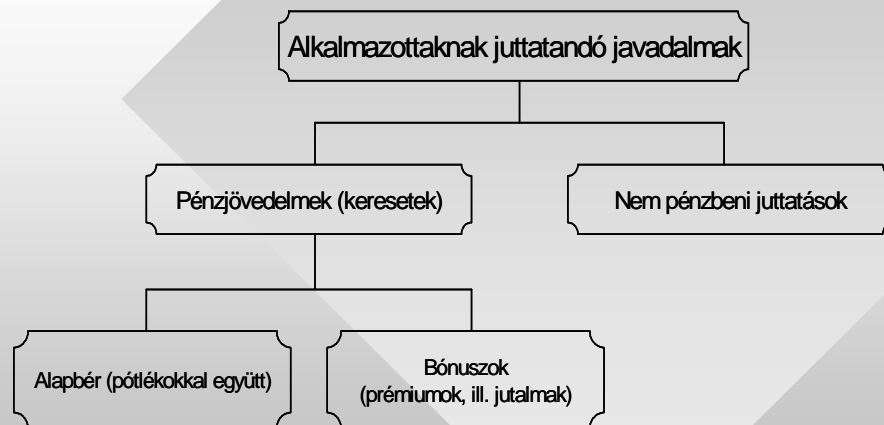 Alkalmazottaknak juttatandó javadalmak
Pénzjövedelmek (keresetek)
Nem pénzbeni juttatások
Alapbér (pótlékokkal együtt)
Bónuszok
(prémiumok, ill. jutalmak)